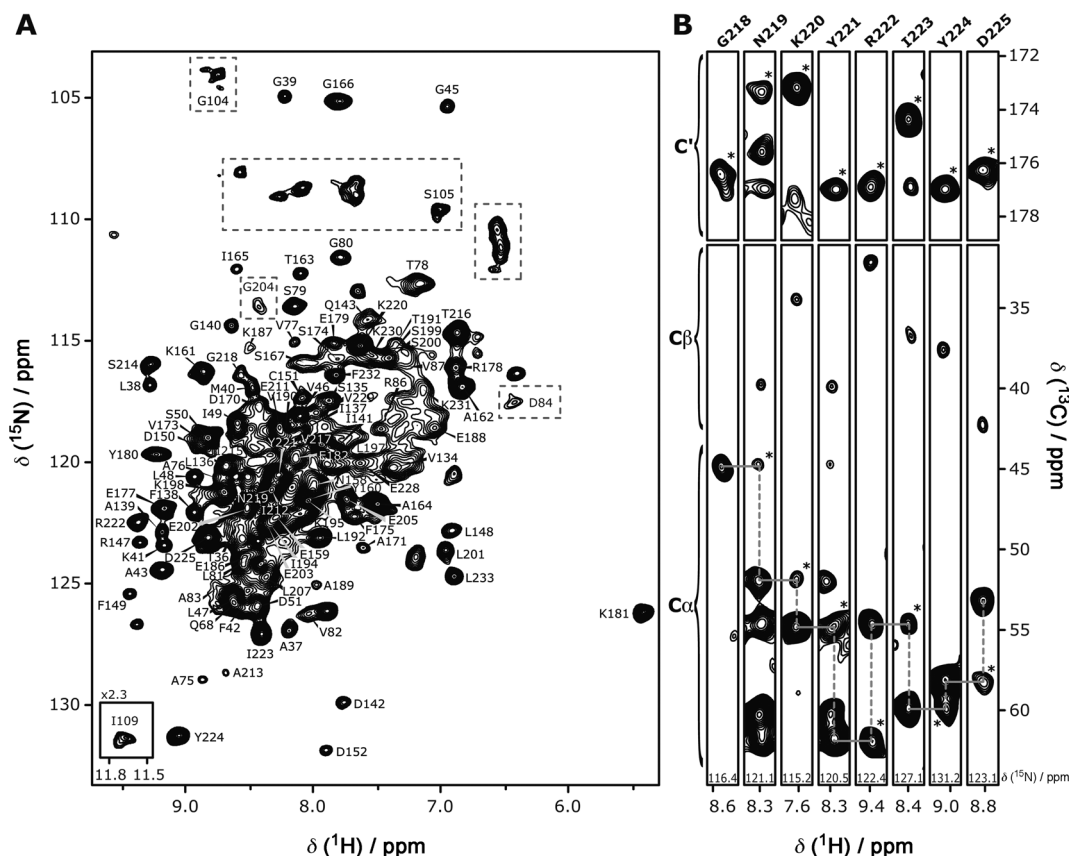 A
B
G218 N219 K220 Y221 R222 I223 Y224 D225
G104
G39 G166 G45
S105
G80
I165 T163 T78
G204 S79
Q143 K220
E179 T191 T216
G140 K187 V77 S174 K230 S199
S200
S214 K161 G218 S167 V87 R178
L38 M40 C151 F232 R86
D170 E211 V46 S135 K231 A162 D84
V190 V229
S50 I49 I137
V173 I141 E188
D150 Y221 V217 L197
Y180 A76 L136 E182 V134
L48 N158
K198 Y160 E228
E177 F138 N219 A164
A139 E202 I212 E205
R222 K195 F175 L148
R147 L192 A171
K41 D225 T36 E159 L201
A43 E186 I194
L81 E203 L233
F149 A83 L207 A189
L47 D51 K181
Q68 F42 V82
I223 A37
A75 A213
D142
x2.3
I109 Y224
D152
11.8 11.5
105
110
115
120
125
130
δ (¹⁵N) / ppm
9.0 8.0 7.0 6.0
δ (¹H) / ppm
C'
Cβ
Cα
* * * * * * *
* * * * * * *
172
174
176
178
35
40
45
50
55
60
δ (¹³C) / ppm
116.4 121.1 115.2 120.5 122.4 127.1 131.2 123.1 δ (¹⁵N) / ppm
8.6 8.3 7.6 8.3 9.4 8.4 9.0 8.8
δ (¹H) / ppm